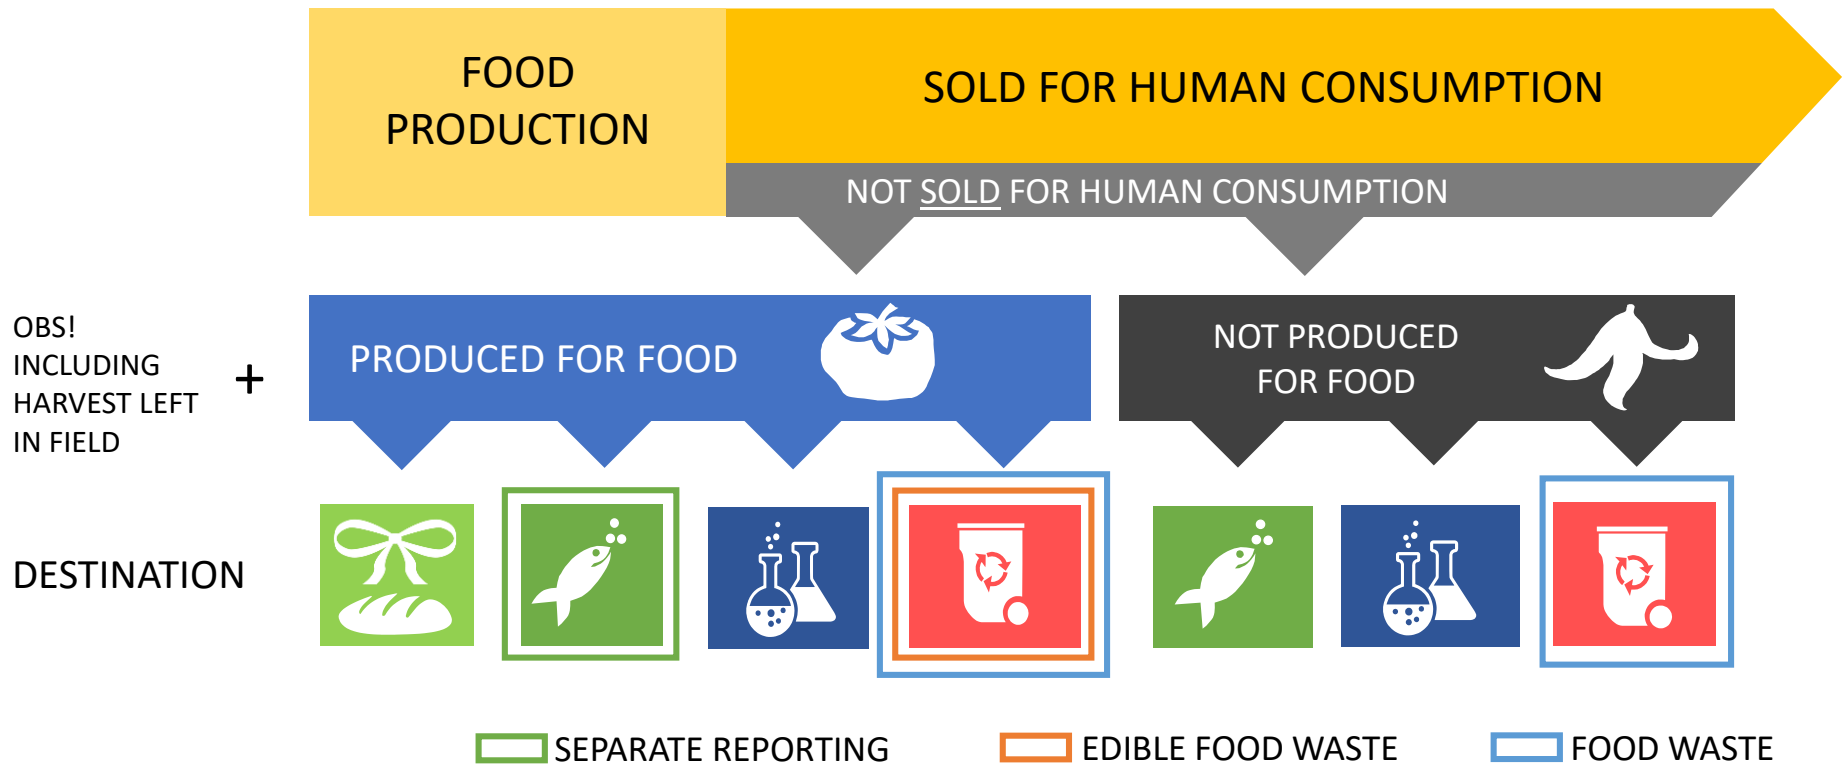 FOOD
PRODUCTION
SOLD FOR HUMAN CONSUMPTION
NOT SOLD FOR HUMAN CONSUMPTION
OBS!
INCLUDING
HARVEST LEFT
IN FIELD
+
PRODUCED FOR FOOD
NOT PRODUCED
FOR FOOD
DESTINATION
SEPARATE REPORTING
EDIBLE FOOD WASTE
FOOD WASTE